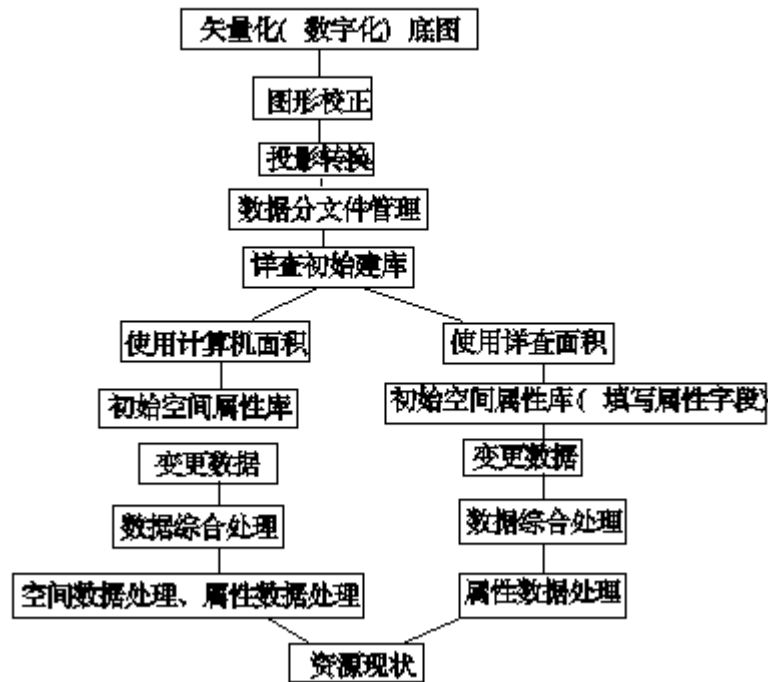 矢量化( 数字化) 底图
图形校正
投影转换
数据分文件管理
详查初始建库
使用计算机面积
使用详查面积
初始空间属性库
初始空间属性库( 填写属性字段)
变更数据
变更数据
数据综合处理
数据综合处理
空间数据处理、属性数据处理
属性数据处理
资源现状